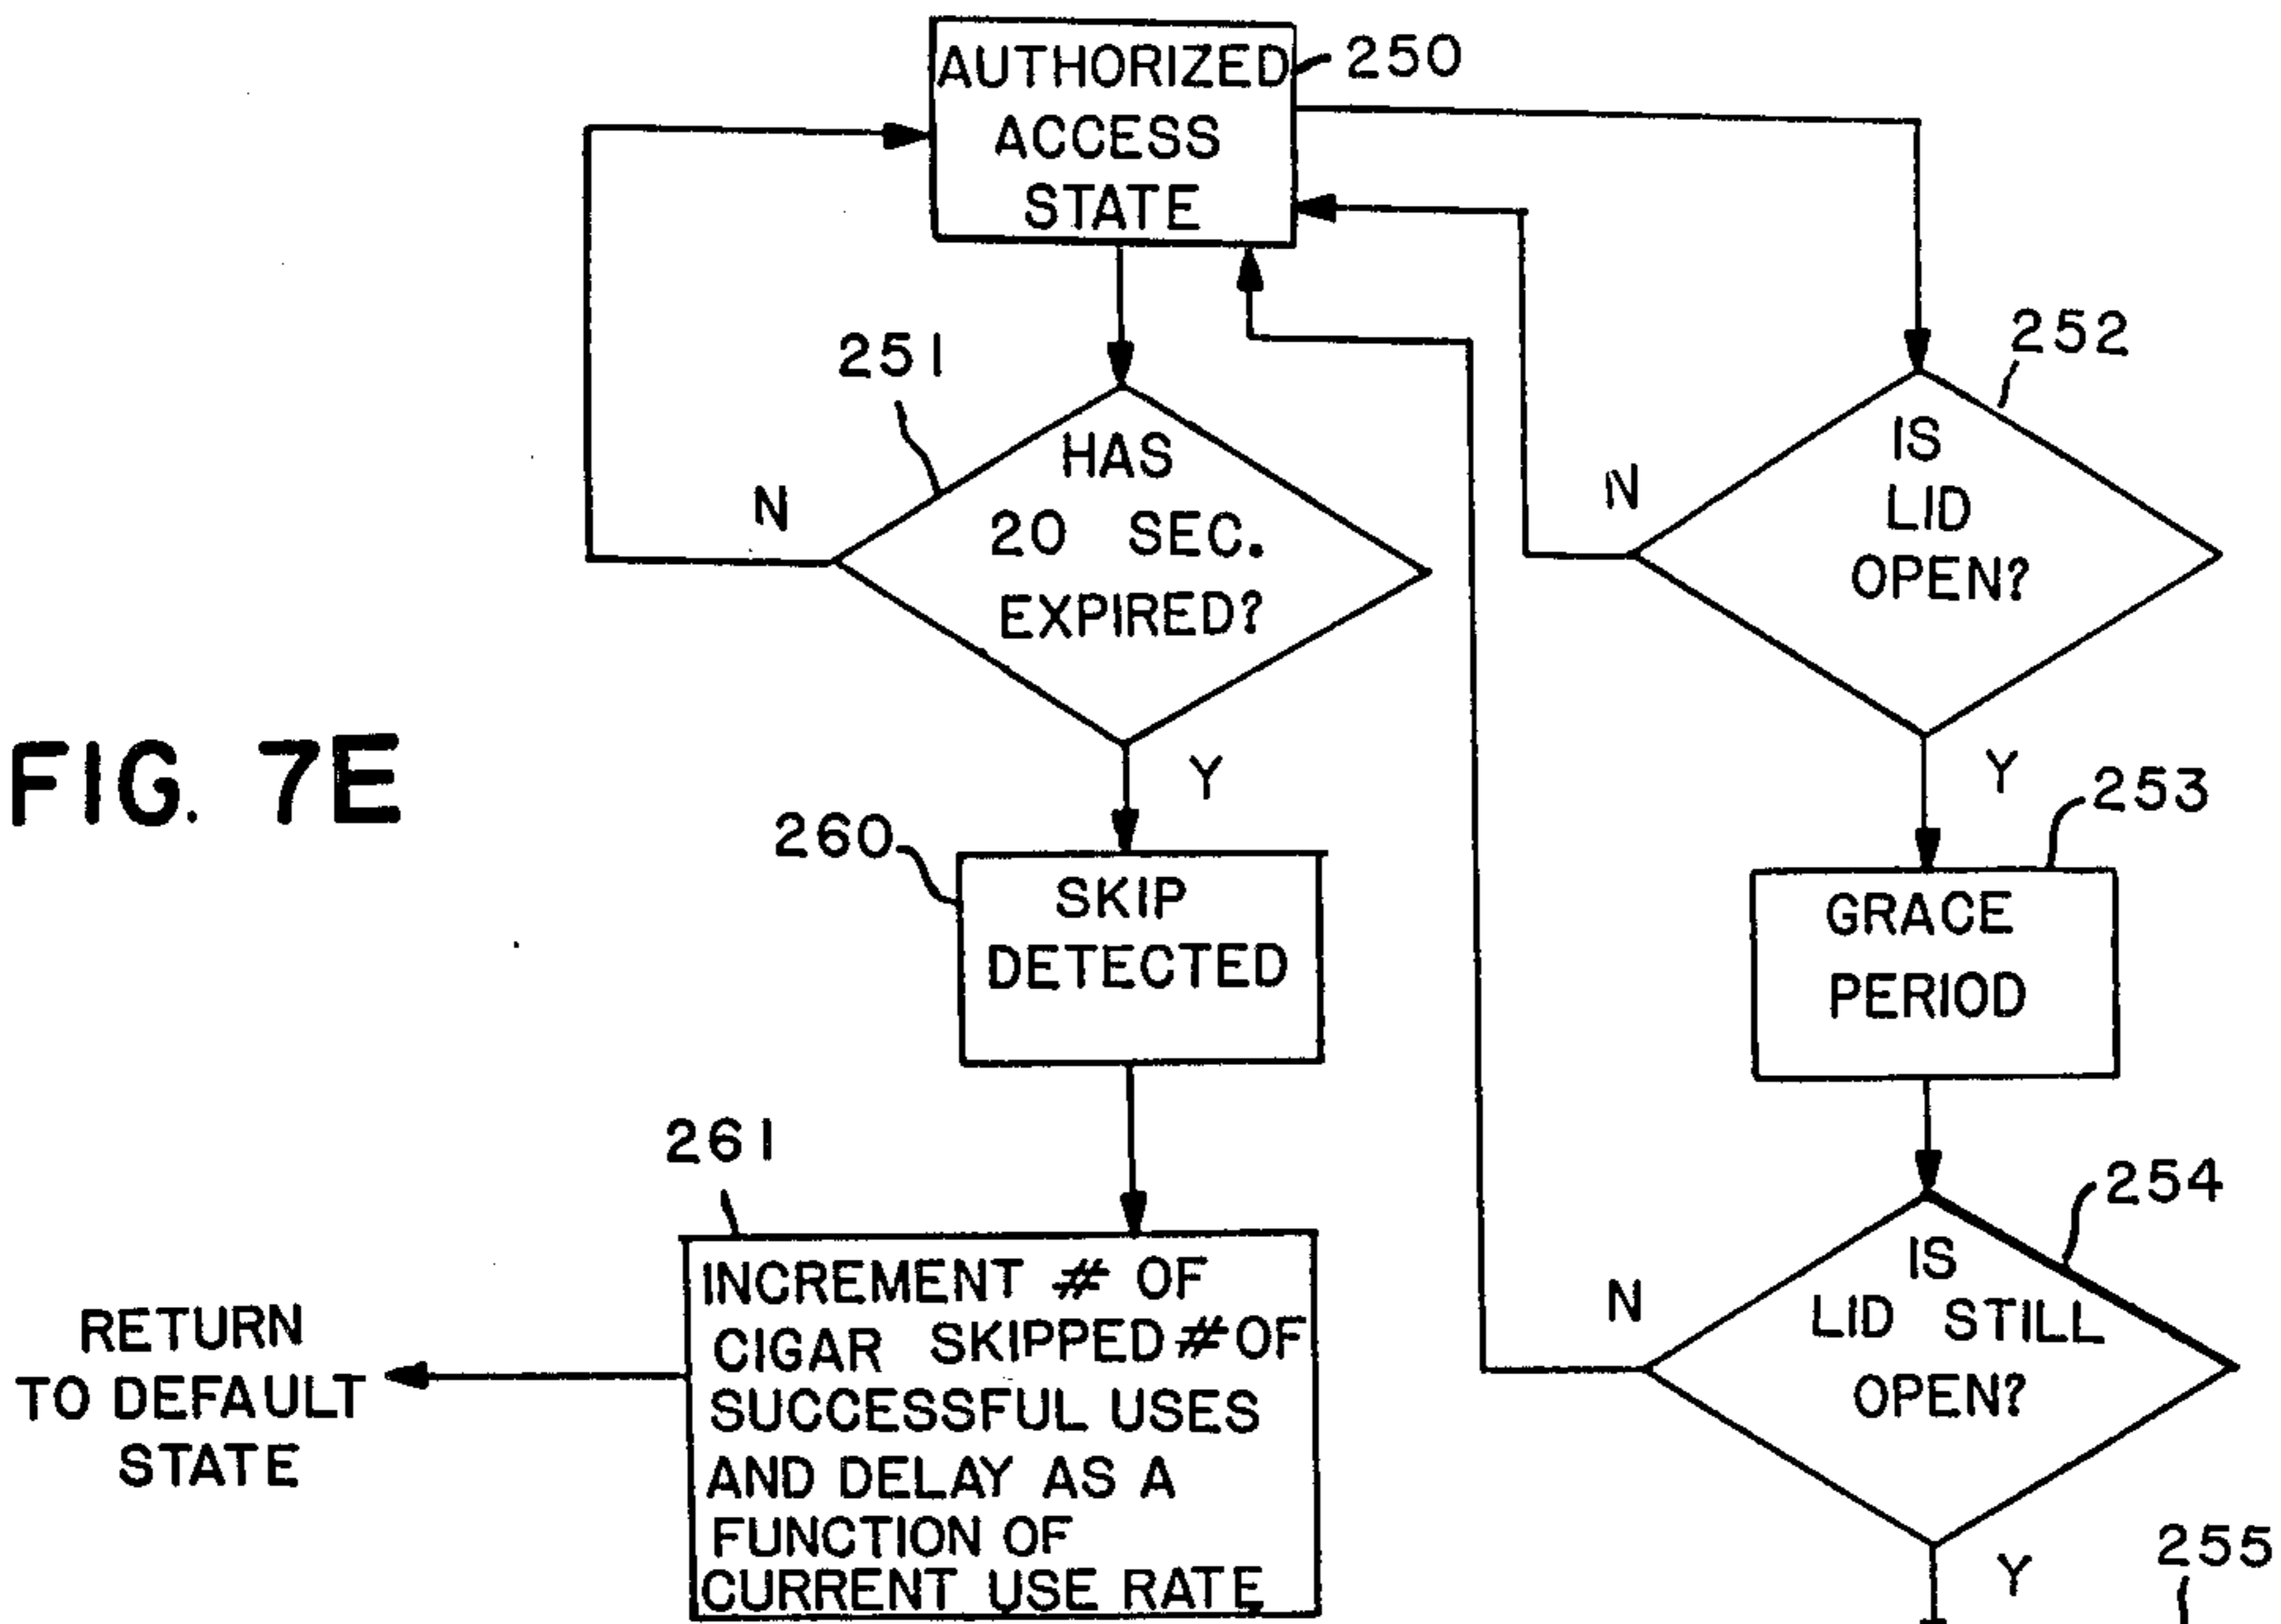 AUTHORIZED
ACCESS
STATE
250
251
HAS
20 SEC.
EXPIRED?
N
Y
252
IS
LID
OPEN?
N
Y
FIG. 7E
260
SKIP
DETECTED
253
GRACE
PERIOD
261
INCREMENT # OF
CIGAR SKIPPED # OF
SUCCESSFUL USES
AND DELAY AS A
FUNCTION OF
CURRENT USE RATE
RETURN
TO DEFAULT
STATE
254
IS
LID STILL
OPEN?
N
Y
255